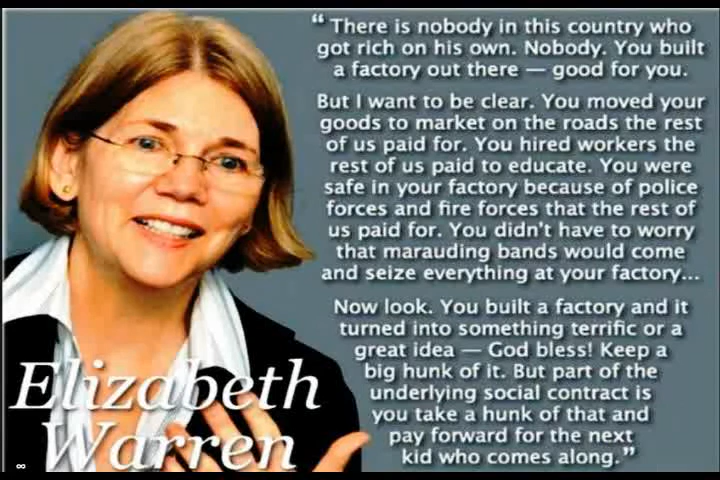 “There is nobody in this country who
got rich on his own. Nobody. You built
a factory out there — good for you.
But I want to be clear. You moved your
goods to market on the roads the rest
of us paid for. You hired workers the
rest of us paid to educate. You were
safe in your factory because of police
forces and fire forces that the rest of
us paid for. You didn't have to worry
that marauding bands would come
and seize everything at your factory...
Now look. You built a factory and it
turned into something terrific or a
great idea — God bless! Keep a
big hunk of it. But part of the
underlying social contract is
you take a hunk of that and
pay forward for the next
kid who comes along.”
Elizabeth
Warren
∞